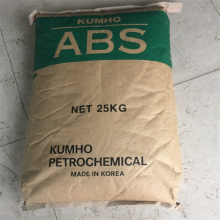 KUMHO
ABS
NET 25KG
KUMHO
PETROCHEMICAL
MADE IN KOREA